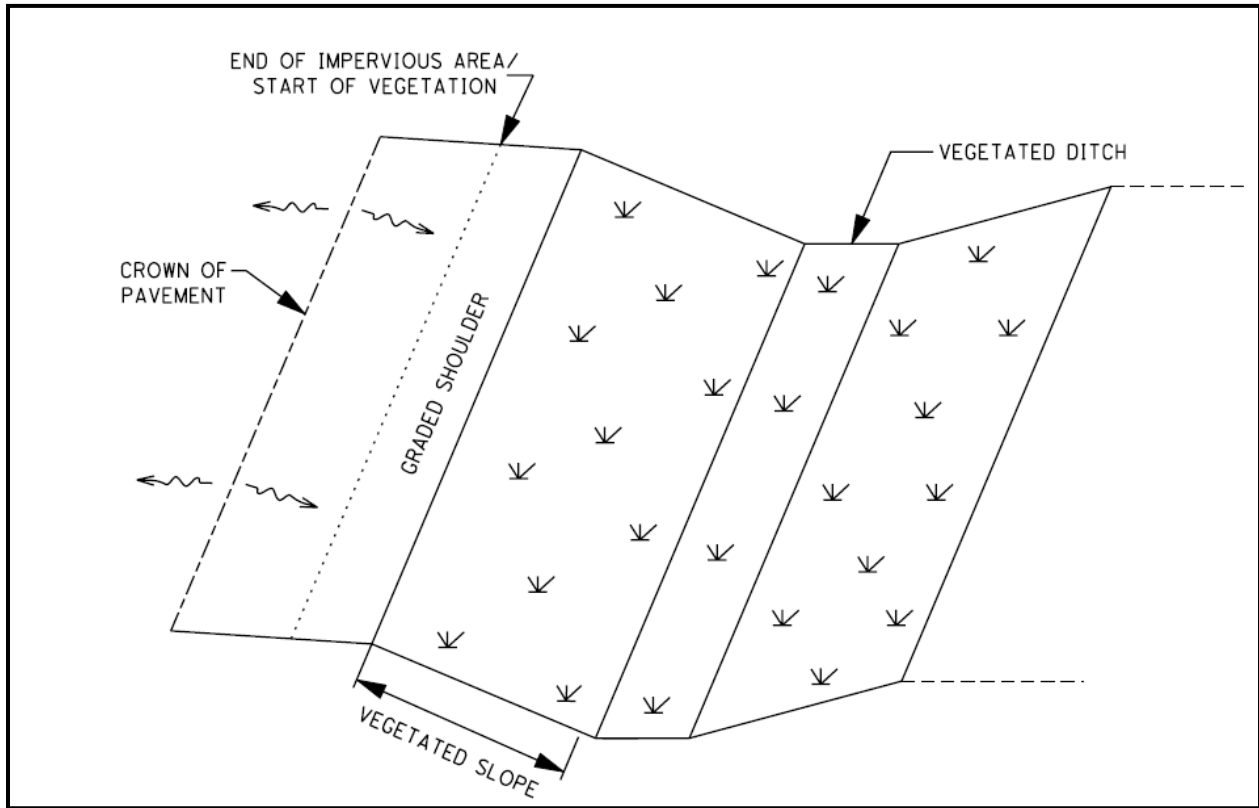 END OF IMPERVIOUS AREA/
START OF VEGETATION
VEGETATED DITCH
CROWN OF
PAVEMENT
GRADED SHOULDER
VEGETATED SLOPE